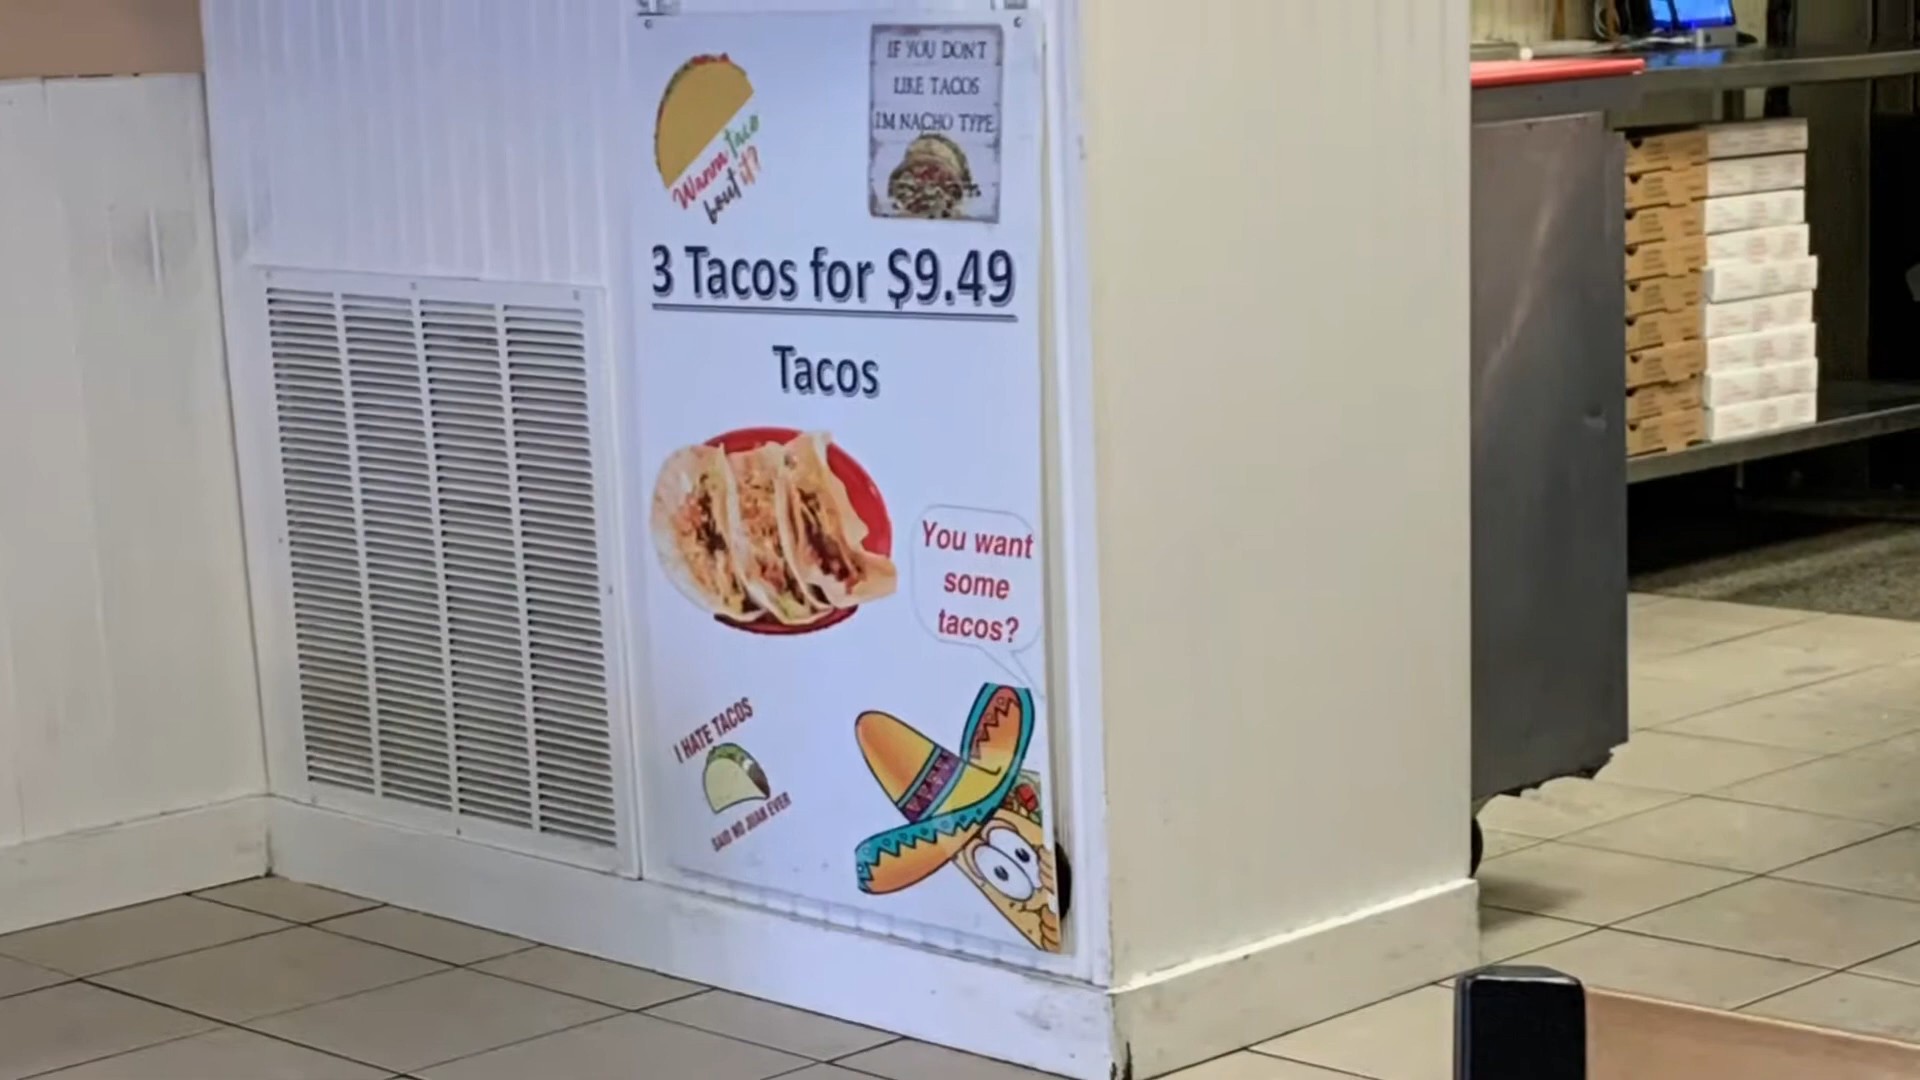 Wanna taco
bout it?
IF YOU DON'T
LIKE TACOS
I'M NACHO TYPE
3 Tacos for $9.49
Tacos
You want
some
tacos?
I HATE TACOS
SAID NO JUAN EVER